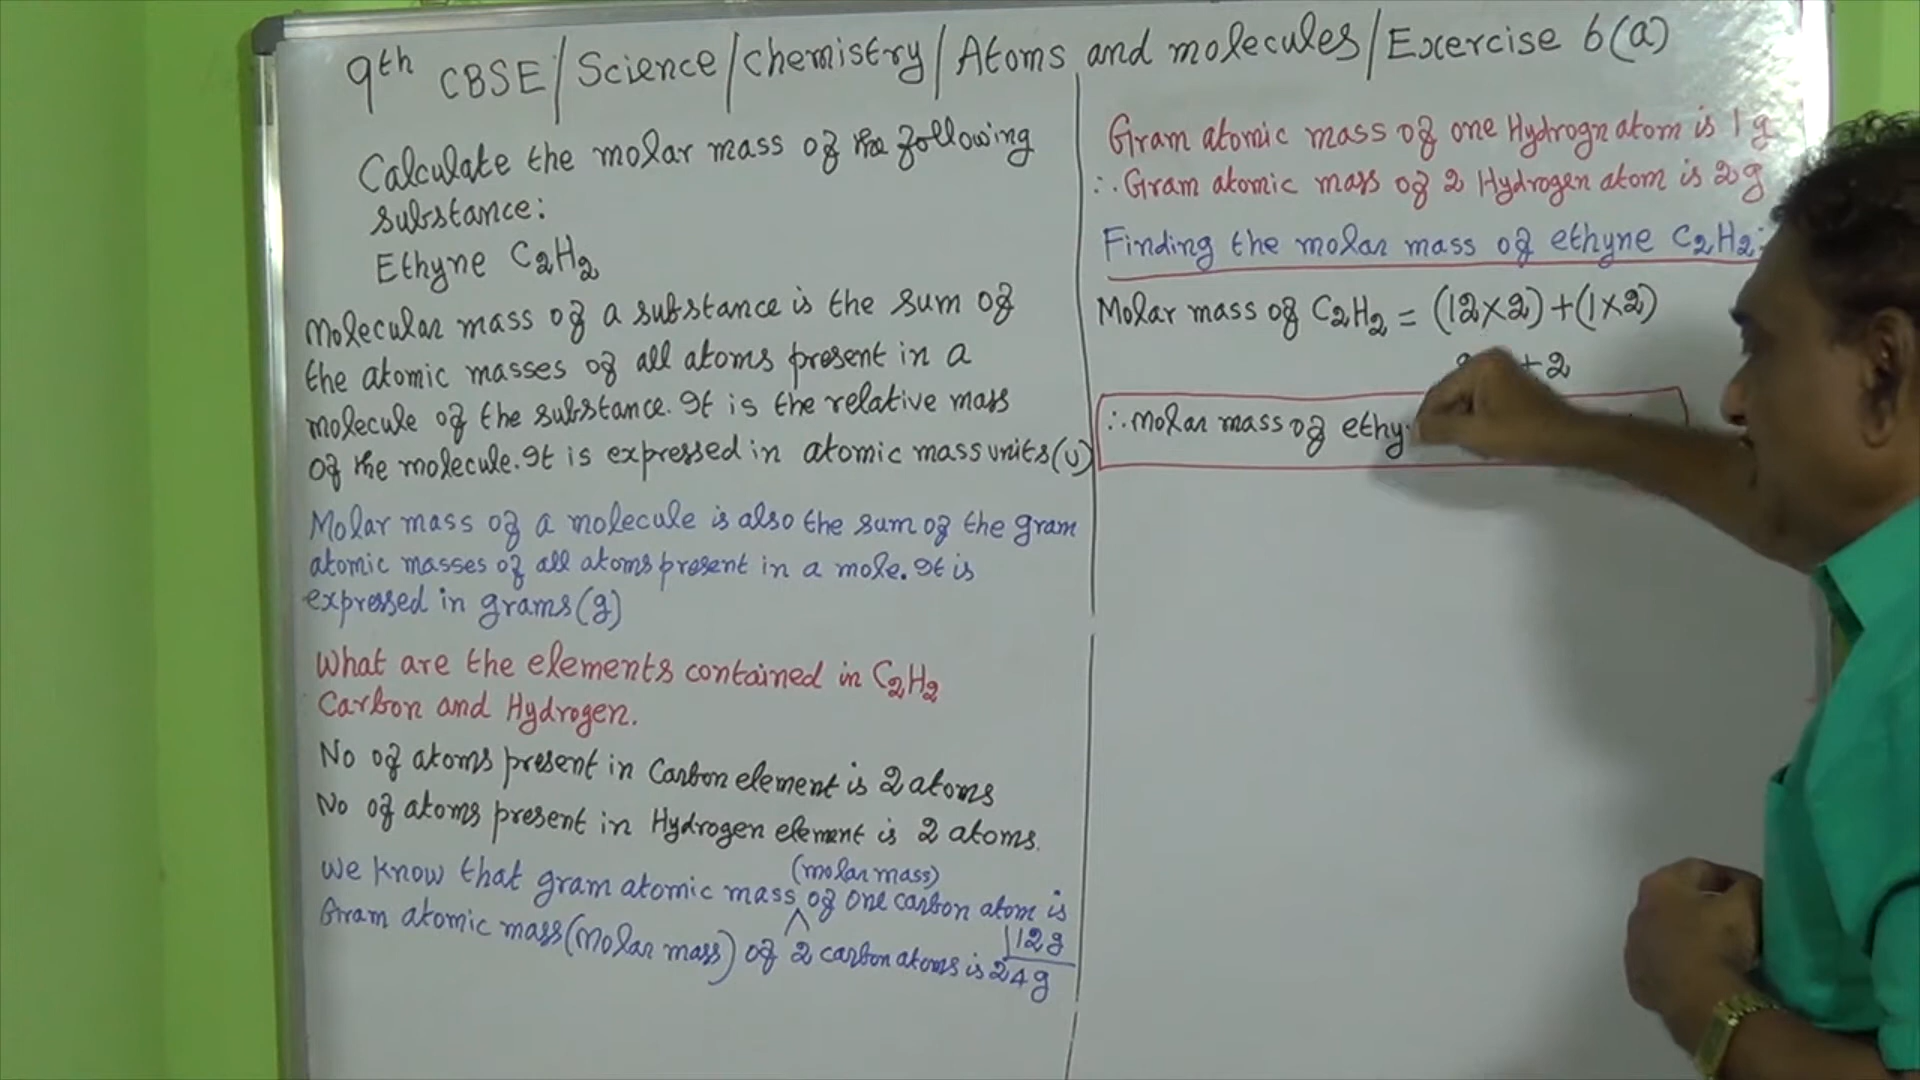 9th CBSE/Science/chemistry/Atoms and molecules/Exercise 6(a)
Calculate the molar mass of the following
substance:
Ethyne C₂H₂
Molecular mass of a substance is the sum of
the atomic masses of all atoms present in a
molecule of the substance. It is the relative mass
of the molecule. It is expressed in atomic mass units(u)
Molar mass of a molecule is also the sum of the gram
atomic masses of all atoms present in a mole. It is
expressed in grams(g)
What are the elements contained in C₂H₂
Carbon and Hydrogen.
No of atoms present in Carbon element is 2 atoms
No of atoms present in Hydrogen element is 2 atoms.
(molar mass)
We know that gram atomic mass ^ of one carbon atom is
12g
Gram atomic mass(Molar mass) of 2 carbon atoms is 24g
Gram atomic mass of one Hydrogn atom is 1g
∴ Gram atomic mass of 2 Hydrogen atom is 2g
Finding the molar mass of ethyne C₂H₂:
Molar mass of C₂H₂ = (12×2)+(1×2)
+2
∴ Molar mass of